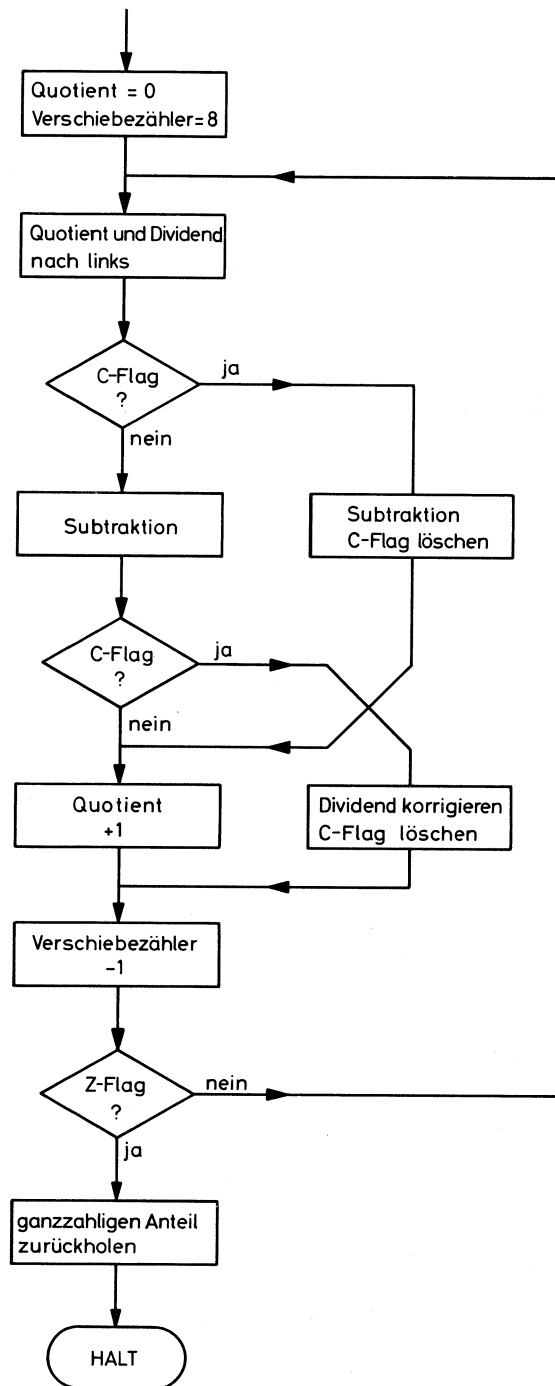 Quotient = 0
Verschiebezähler=8
Quotient und Dividend
nach links
C-Flag
?
ja
nein
Subtraktion
Subtraktion
C-Flag löschen
C-Flag
?
ja
nein
Quotient
+1
Dividend korrigieren
C-Flag löschen
Verschiebezähler
-1
Z-Flag
?
nein
ja
ganzzahligen Anteil
zurückholen
HALT